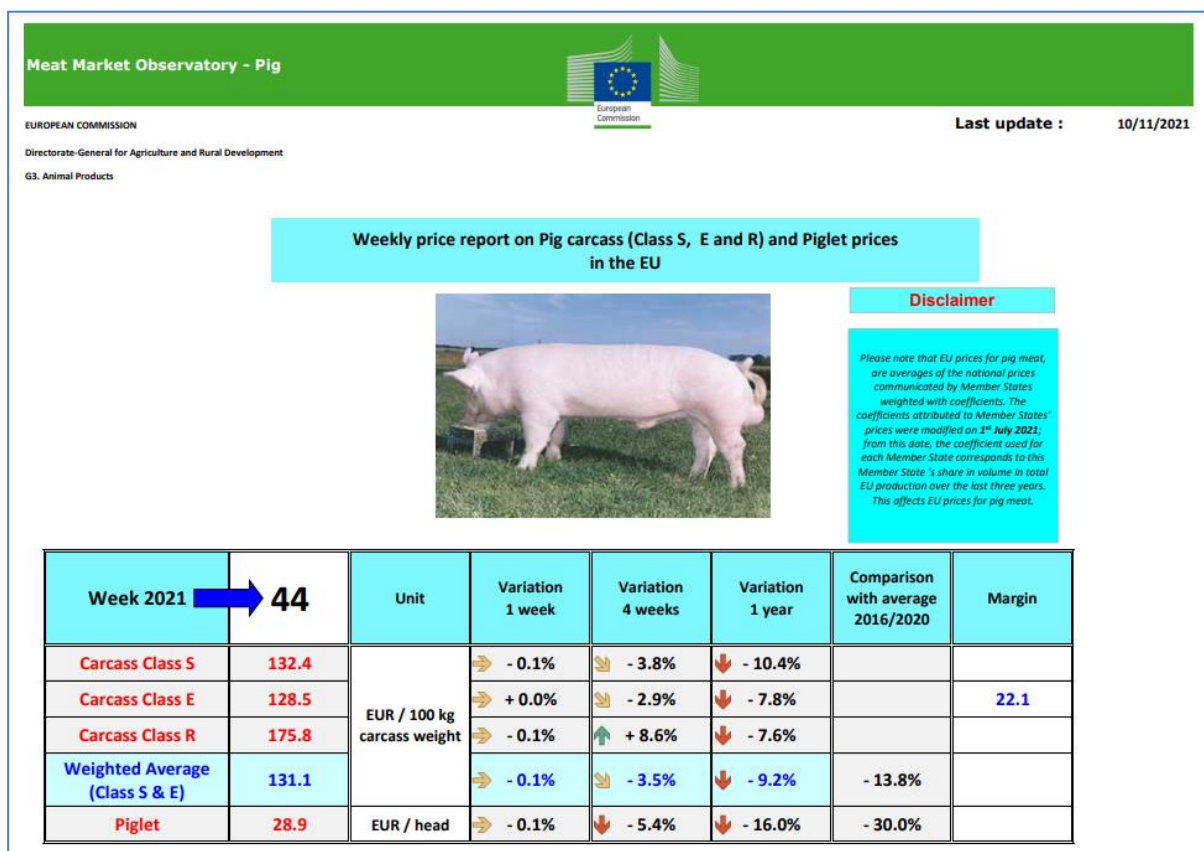 Meat Market Observatory - Pig
European
Commission
EUROPEAN COMMISSION
Last update : 10/11/2021
Directorate-General for Agriculture and Rural Development
G3. Animal Products
Weekly price report on Pig carcass (Class S, E and R) and Piglet prices
in the EU
Disclaimer
Please note that EU prices for pig meat,
are averages of the national prices
communicated by Member States
weighted with coefficients. The
coefficients attributed to Member States'
prices were modified on 1st July 2021;
from this date, the coefficient used for
each Member State corresponds to this
Member State 's share in volume in total
EU production over the last three years.
This affects EU prices for pig meat.
Week 2021 44 Unit Variation 1 week Variation 4 weeks Variation 1 year Comparison with average 2016/2020 Margin
Carcass Class S 132.4 EUR / 100 kg carcass weight - 0.1% - 3.8% - 10.4%
Carcass Class E 128.5 + 0.0% - 2.9% - 7.8% 22.1
Carcass Class R 175.8 - 0.1% + 8.6% - 7.6%
Weighted Average (Class S & E) 131.1 - 0.1% - 3.5% - 9.2% - 13.8%
Piglet 28.9 EUR / head - 0.1% - 5.4% - 16.0% - 30.0%